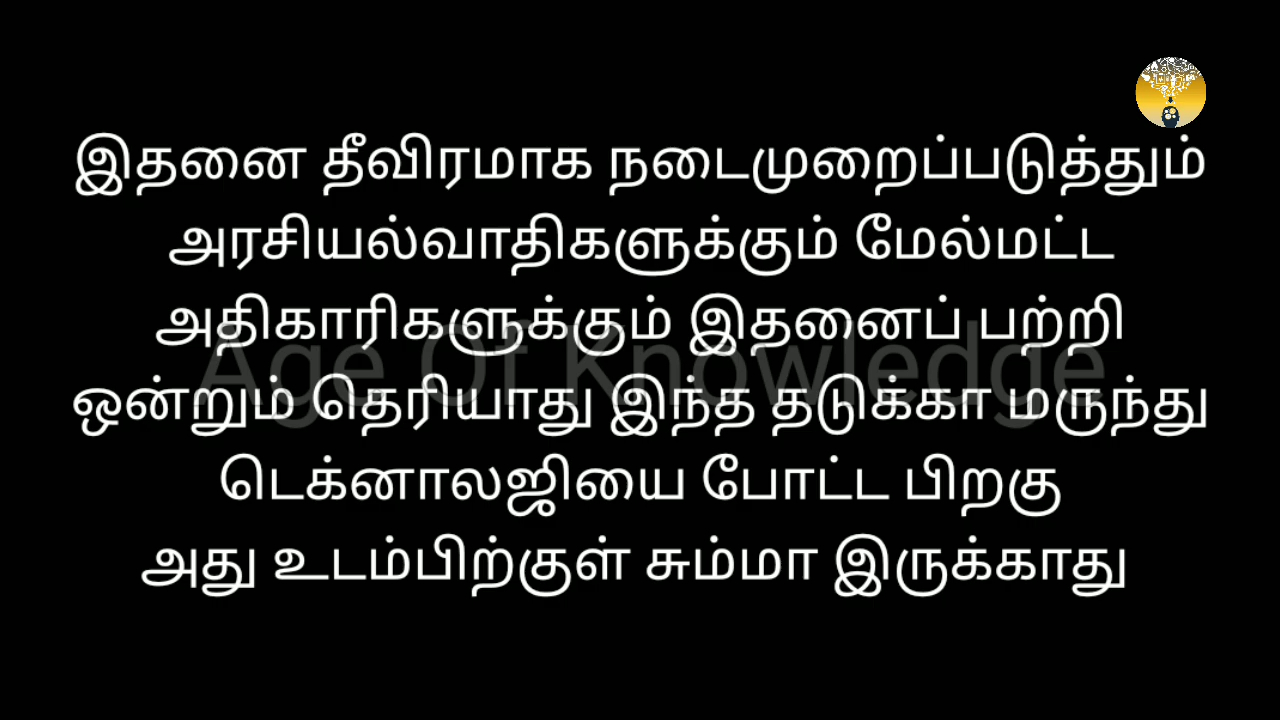 இதனை தீவிரமாக நடைமுறைப்படுத்தும்
அரசியல்வாதிகளுக்கும் மேல்மட்ட
அதிகாரிகளுக்கும் இதனைப் பற்றி
Age Of Knowledge
ஒன்றும் தெரியாது இந்த தடுக்கா மருந்து
டெக்னாலஜியை போட்ட பிறகு
அது உடம்பிற்குள் சும்மா இருக்காது